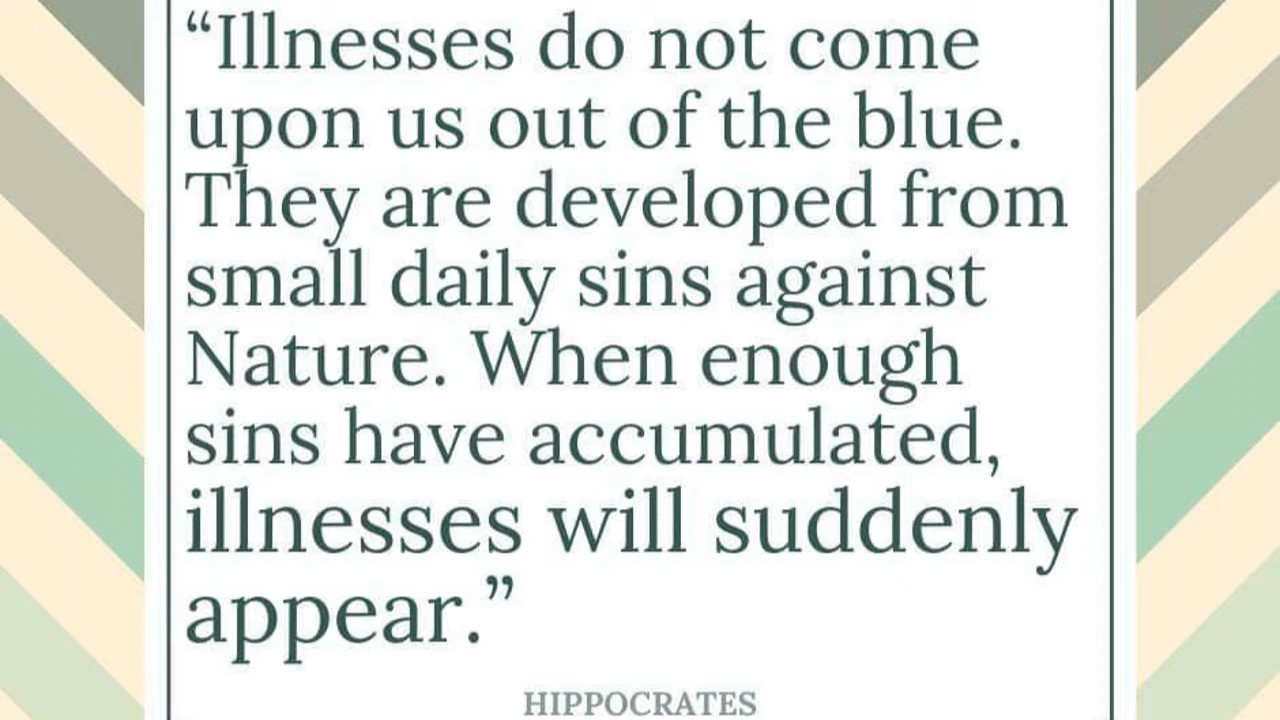 “Illnesses do not come
upon us out of the blue.
They are developed from
small daily sins against
Nature. When enough
sins have accumulated,
illnesses will suddenly
appear.”
HIPPOCRATES